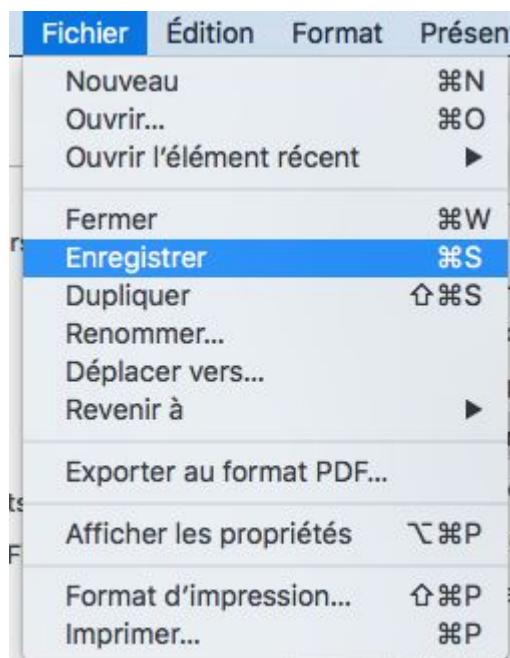 Fichier Édition Format Présen
Nouveau ⌘N
Ouvrir... ⌘O
Ouvrir l’élément récent ▶
Fermer ⌘W
Enregistrer ⌘S
Dupliquer ⇧⌘S
Renommer...
Déplacer vers...
Revenir à ▶
Exporter au format PDF...
Afficher les propriétés ⌥⌘P
Format d’impression... ⇧⌘P
Imprimer... ⌘P